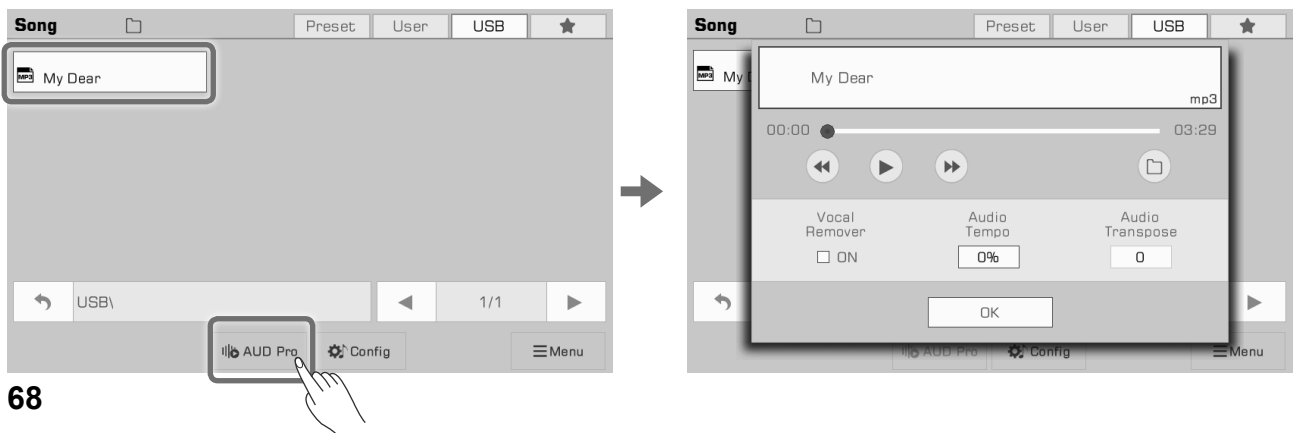 Song Preset User USB
MP3 My Dear
USB\ 1/1
AUD Pro Config Menu
68
Song Preset User USB
MP3 My D
My Dear
mp3
00:00 03:29
Vocal Remover
ON
Audio Tempo
0%
Audio Transpose
0
OK
AUD Pro Config Menu